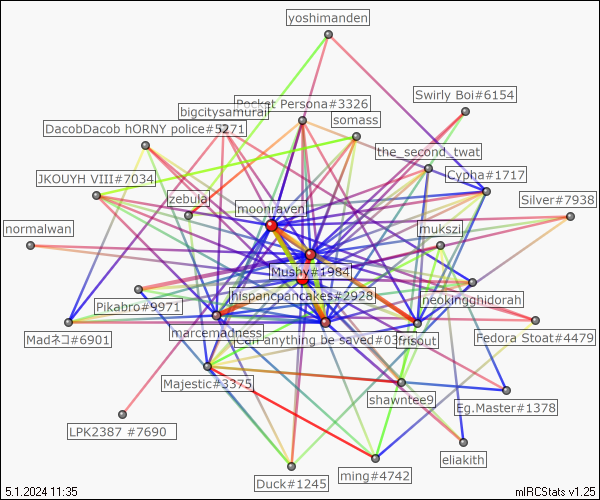 yoshimanden
Swirly Boi#6154
Pocket Persona#3326
bigcitysamurai
somass
DacobDacob hORNY police#5271
the_second_twat
Cypha#1717
JKOUYH VIII#7034
zebula
Silver#7938
moonraven
normalwan
mukszi
Mushy#1984
hispancpancakes#2928
neokingghidorah
Pikabro#9971
marcemadness
Can anything be saved#03
frisout
Madネコ#6901
Fedora Stoat#4479
Majestic#3375
shawntee9
Eg.Master#1378
LPK2387 #7690
eliakith
ming#4742
Duck#1245
5.1.2024 11:35
mIRCStats v1.25